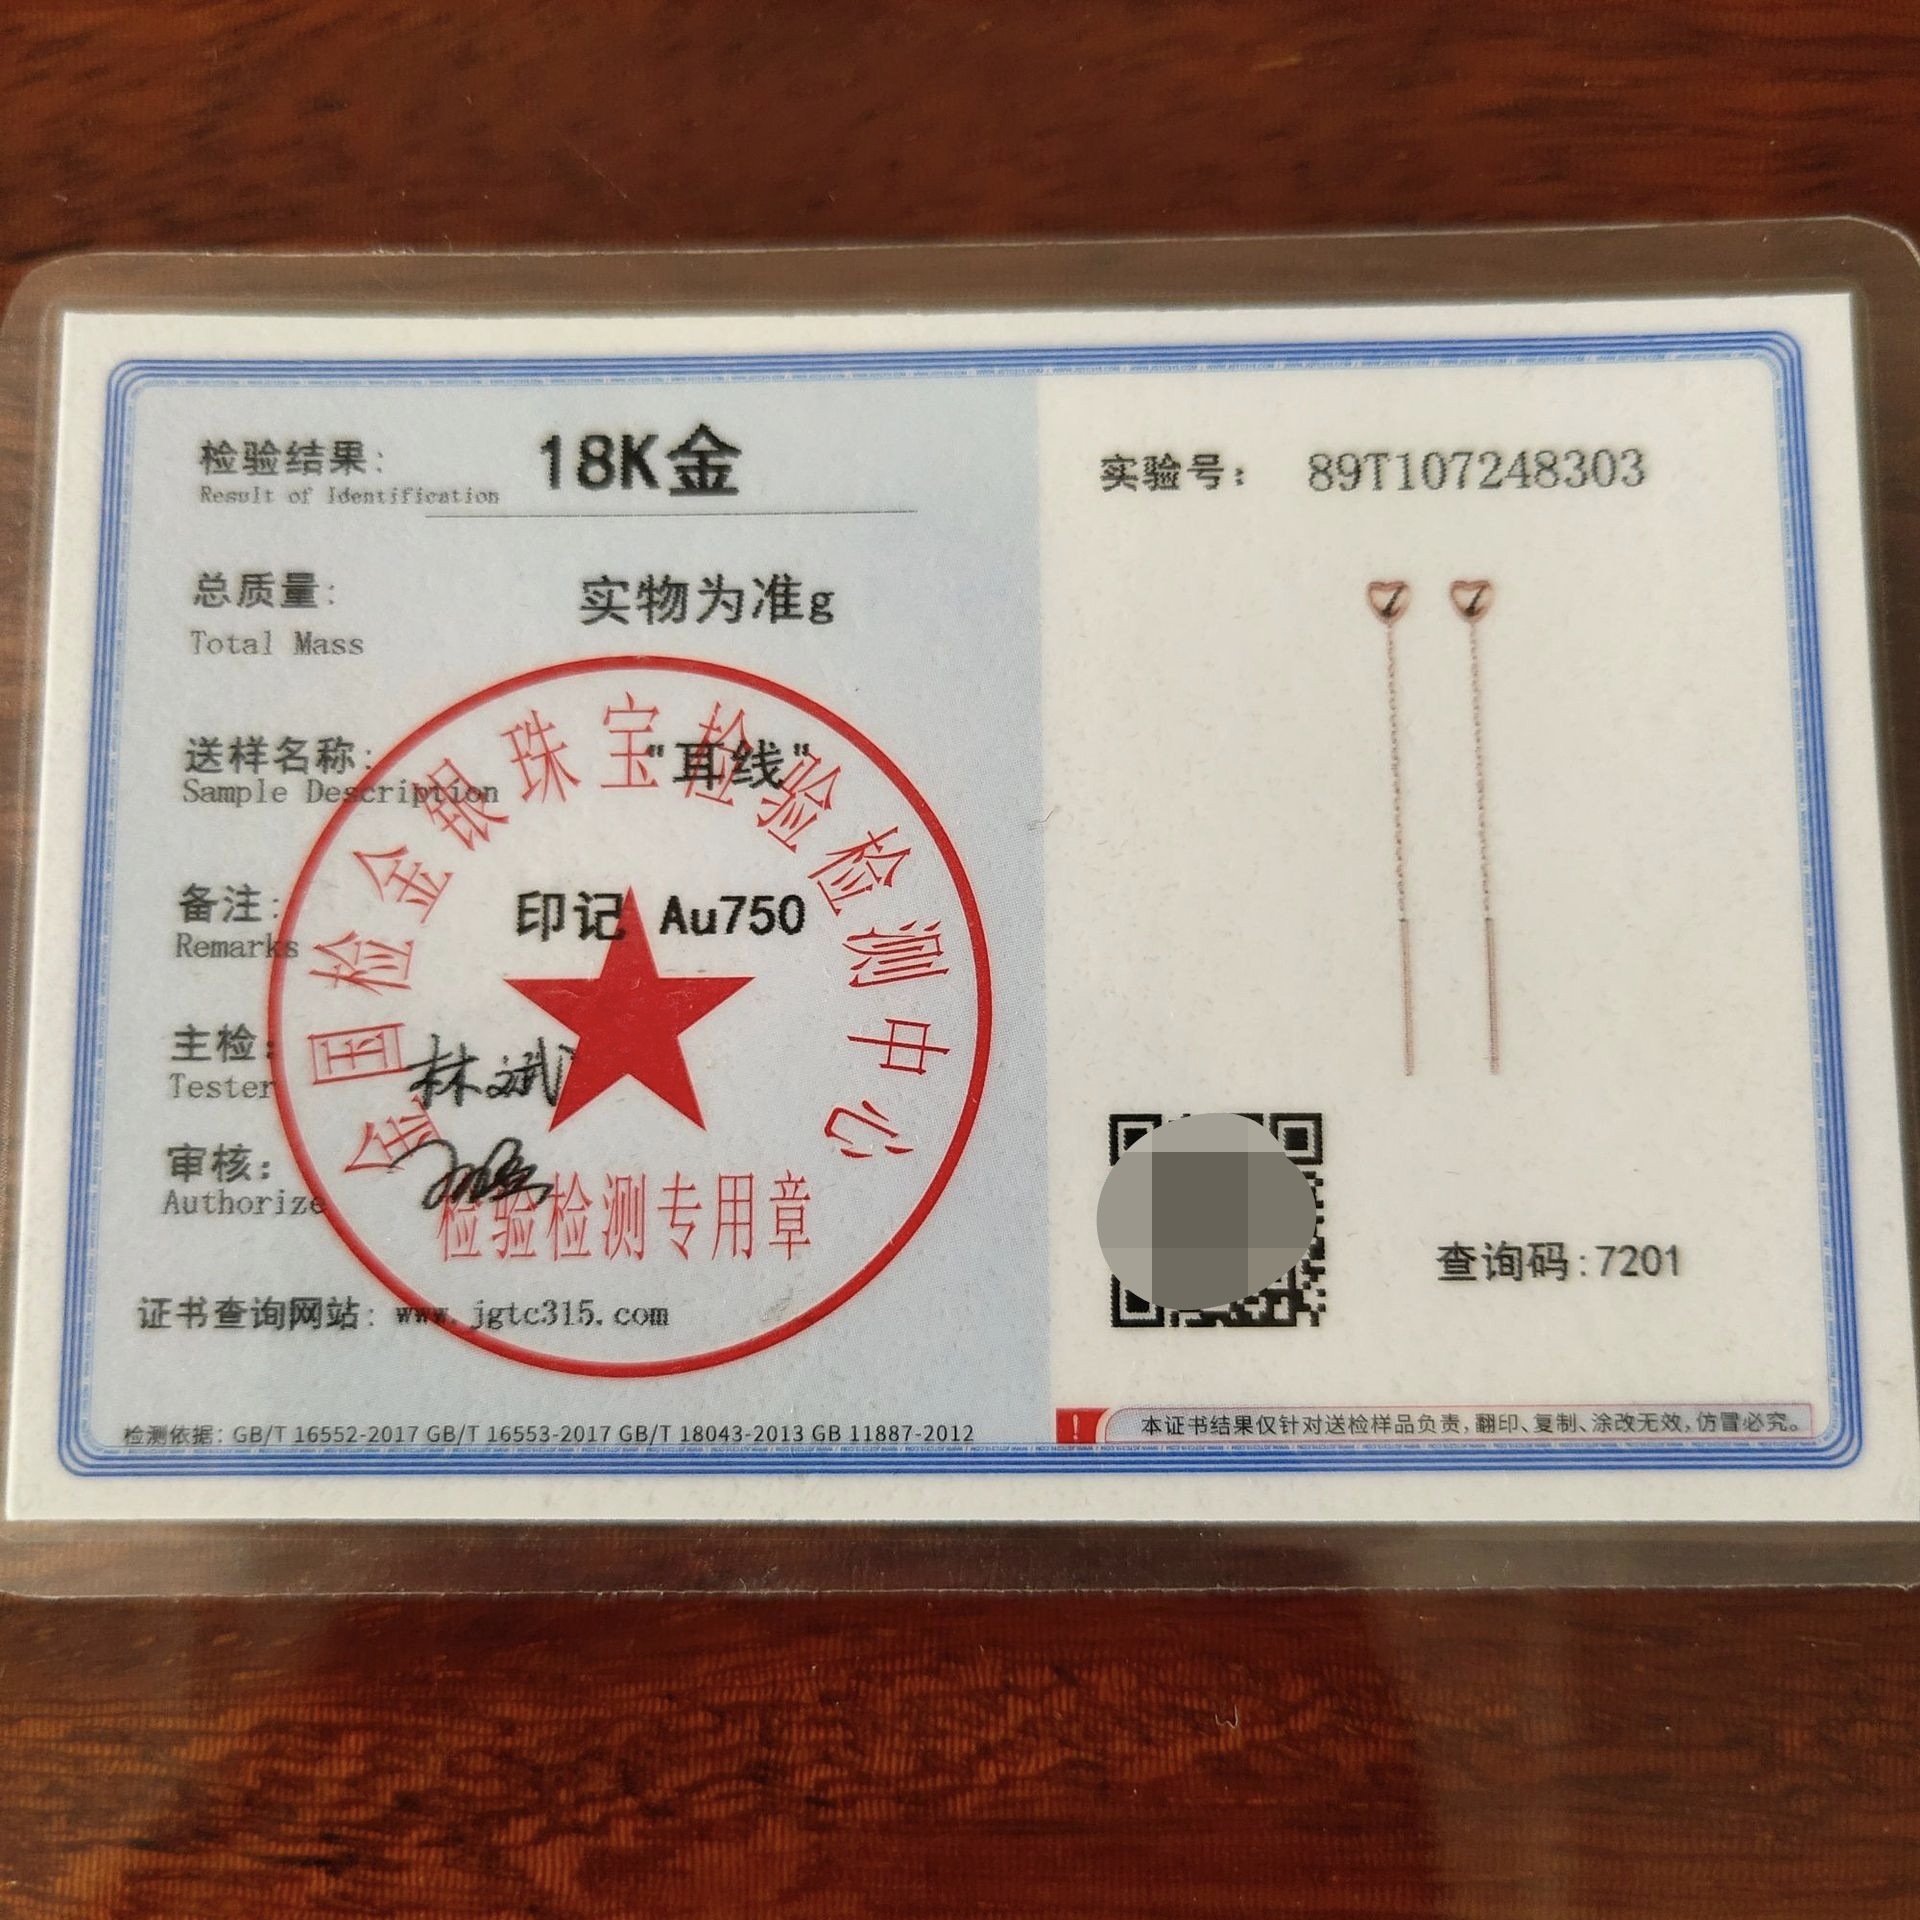 检验结果: 18K金
Result of Identification
总质量: 实物为准g
Total Mass
送样名称: "耳线"
Sample Description
备注: 印记 Au750
Remarks
主检: 林斌
Tester
审核:
Authorize
金国检金银珠宝检验检测中心
检验检测专用章
证书查询网站: www.jgtc315.com
检测依据: GB/T 16552-2017 GB/T 16553-2017 GB/T 18043-2013 GB 11887-2012
实验号: 89T107248303
查询码:7201
! 本证书结果仅针对送检样品负责,翻印、复制、涂改无效,仿冒必究。